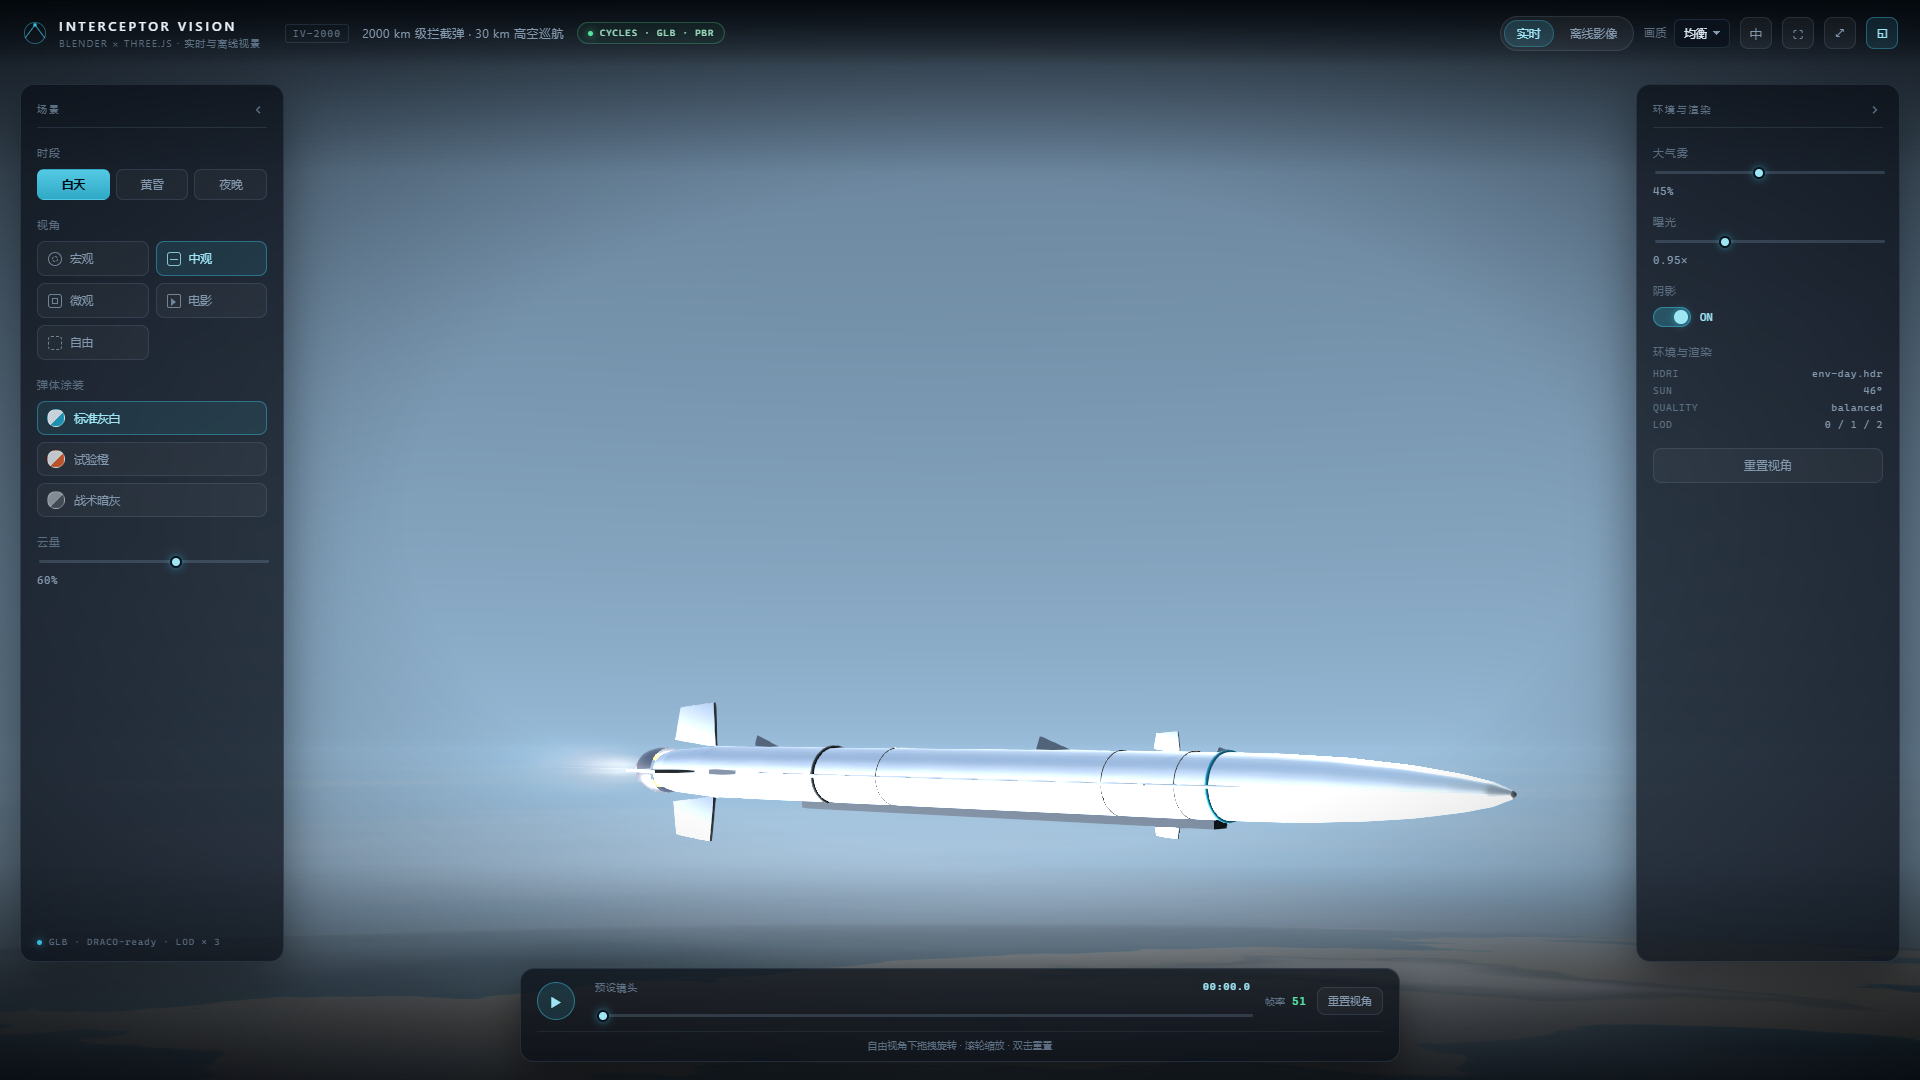 INTERCEPTOR VISION
BLENDER × THREE.JS · 实时与离线视景
IV-2000
2000 km 级拦截弹 · 30 km 高空巡航
CYCLES · GLB · PBR
实时
离线影像
画质
均衡
中
场景
时段
白天
黄昏
夜晚
视角
宏观
中观
微观
电影
自由
弹体涂装
标准灰白
试验橙
战术暗灰
云量
60%
GLB · DRACO-ready · LOD × 3
环境与渲染
大气雾
45%
曝光
0.95×
阴影
ON
环境与渲染
HDRI env-day.hdr
SUN 46°
QUALITY balanced
LOD 0 / 1 / 2
重置视角
预设镜头
00:00.0
帧率 51
重置视角
自由视角下拖拽旋转 · 滚轮缩放 · 双击重置